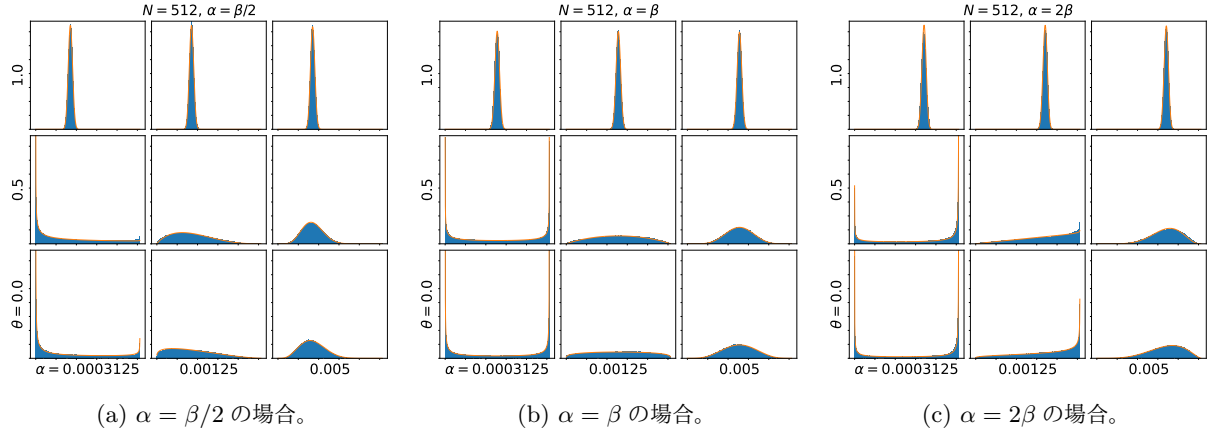 N = 512, α = β/2
1.0
0.5
θ = 0.0
α = 0.0003125
0.00125
0.005
(a) α = β/2 の場合。
N = 512, α = β
1.0
0.5
θ = 0.0
α = 0.0003125
0.00125
0.005
(b) α = β の場合。
N = 512, α = 2β
1.0
0.5
θ = 0.0
α = 0.0003125
0.00125
0.005
(c) α = 2β の場合。